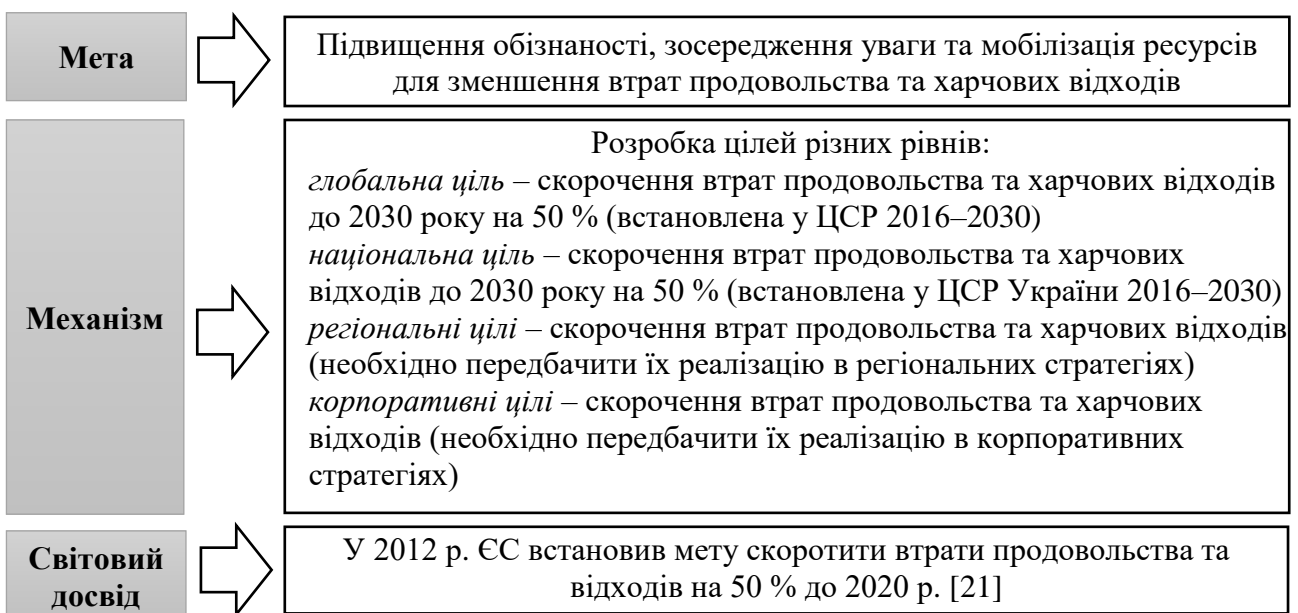 Мета
Підвищення обізнаності, зосередження уваги та мобілізація ресурсів
для зменшення втрат продовольства та харчових відходів
Механізм
Розробка цілей різних рівнів:
глобальна ціль – скорочення втрат продовольства та харчових відходів
до 2030 року на 50 % (встановлена у ЦСР 2016–2030)
національна ціль – скорочення втрат продовольства та харчових
відходів до 2030 року на 50 % (встановлена у ЦСР України 2016–2030)
регіональні цілі – скорочення втрат продовольства та харчових відходів
(необхідно передбачити їх реалізацію в регіональних стратегіях)
корпоративні цілі – скорочення втрат продовольства та харчових
відходів (необхідно передбачити їх реалізацію в корпоративних
стратегіях)
Світовий
досвід
У 2012 р. ЄС встановив мету скоротити втрати продовольства та
відходів на 50 % до 2020 р. [21]